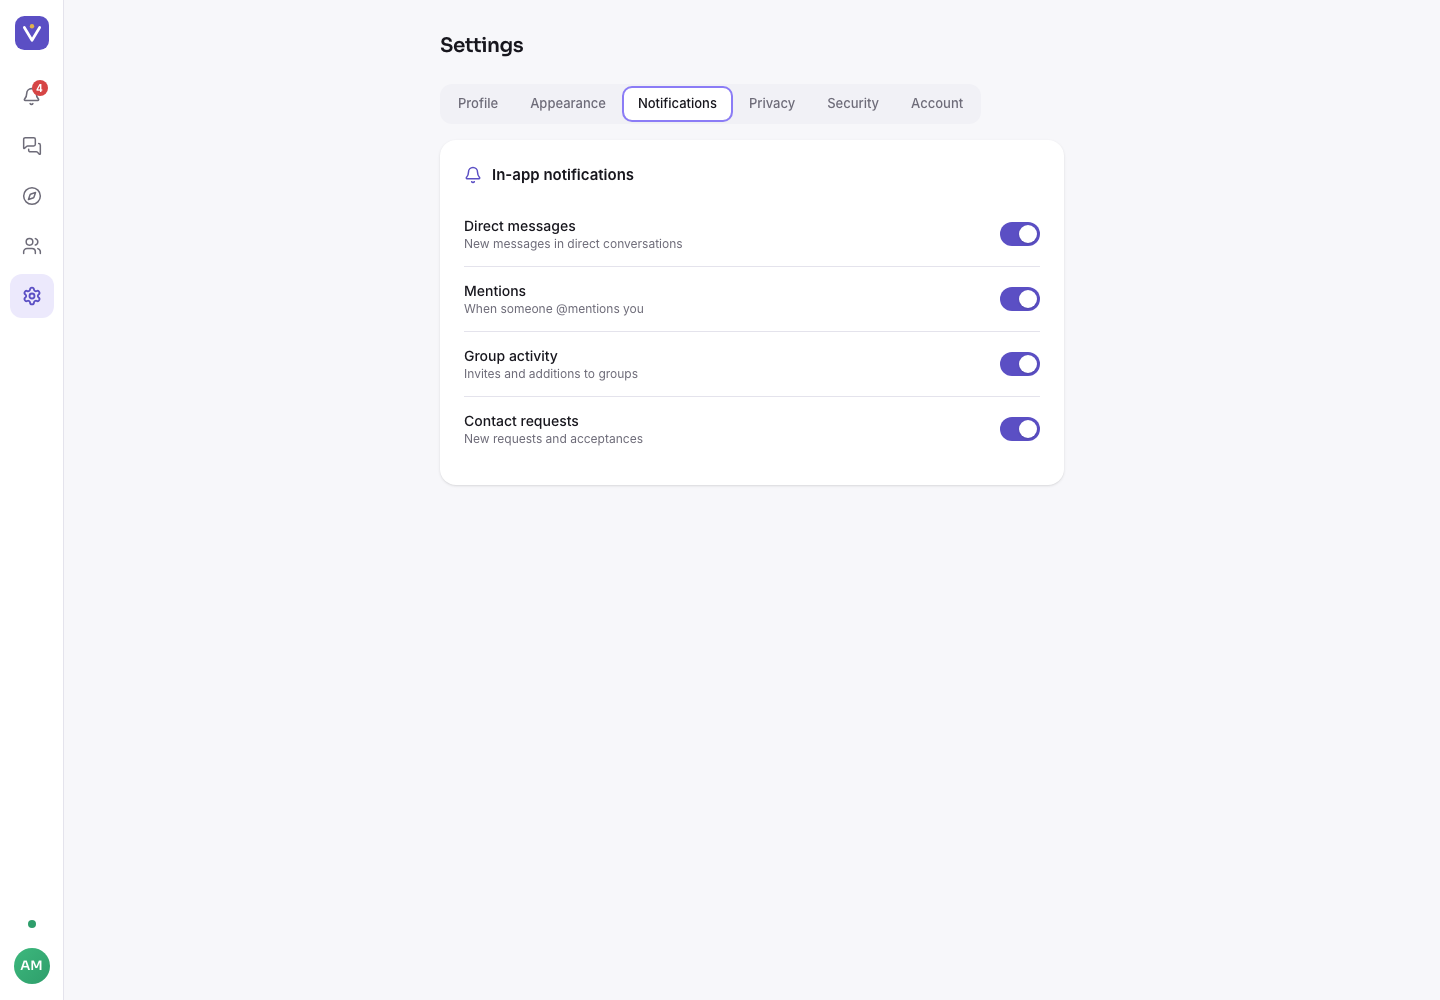 4
Settings
Profile
Appearance
Notifications
Privacy
Security
Account
In-app notifications
Direct messages
New messages in direct conversations
Mentions
When someone @mentions you
Group activity
Invites and additions to groups
Contact requests
New requests and acceptances
AM